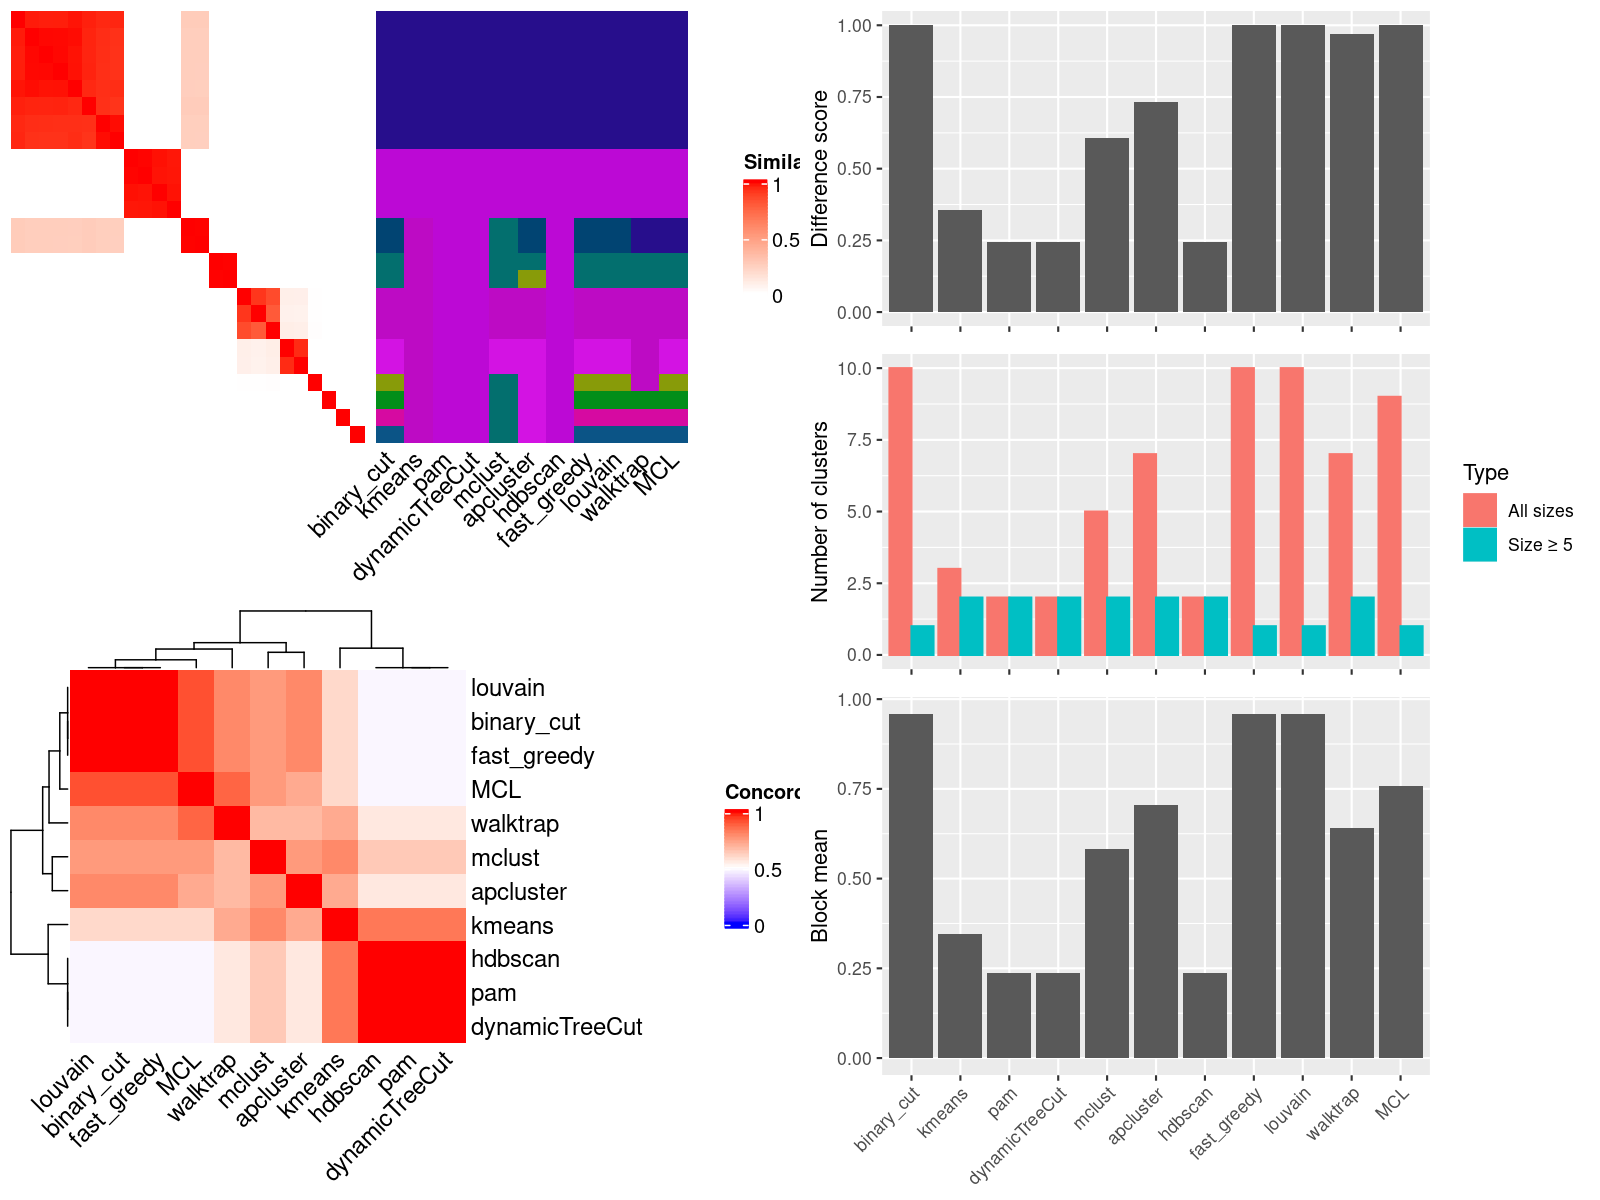 Simila
1
0.5
0
binary_cut
kmeans
pam
dynamicTreeCut
mclust
apcluster
hdbscan
fast_greedy
louvain
walktrap
MCL
louvain
binary_cut
fast_greedy
MCL
walktrap
mclust
apcluster
kmeans
hdbscan
pam
dynamicTreeCut
louvain
binary_cut
fast_greedy
MCL
walktrap
mclust
apcluster
kmeans
hdbscan
pam
dynamicTreeCut
Concord
1
0.5
0
Difference score
1.00
0.75
0.50
0.25
0.00
Number of clusters
10.0
7.5
5.0
2.5
0.0
Type
All sizes
Size ≥ 5
Block mean
1.00
0.75
0.50
0.25
0.00
binary_cut
kmeans
pam
dynamicTreeCut
mclust
apcluster
hdbscan
fast_greedy
louvain
walktrap
MCL